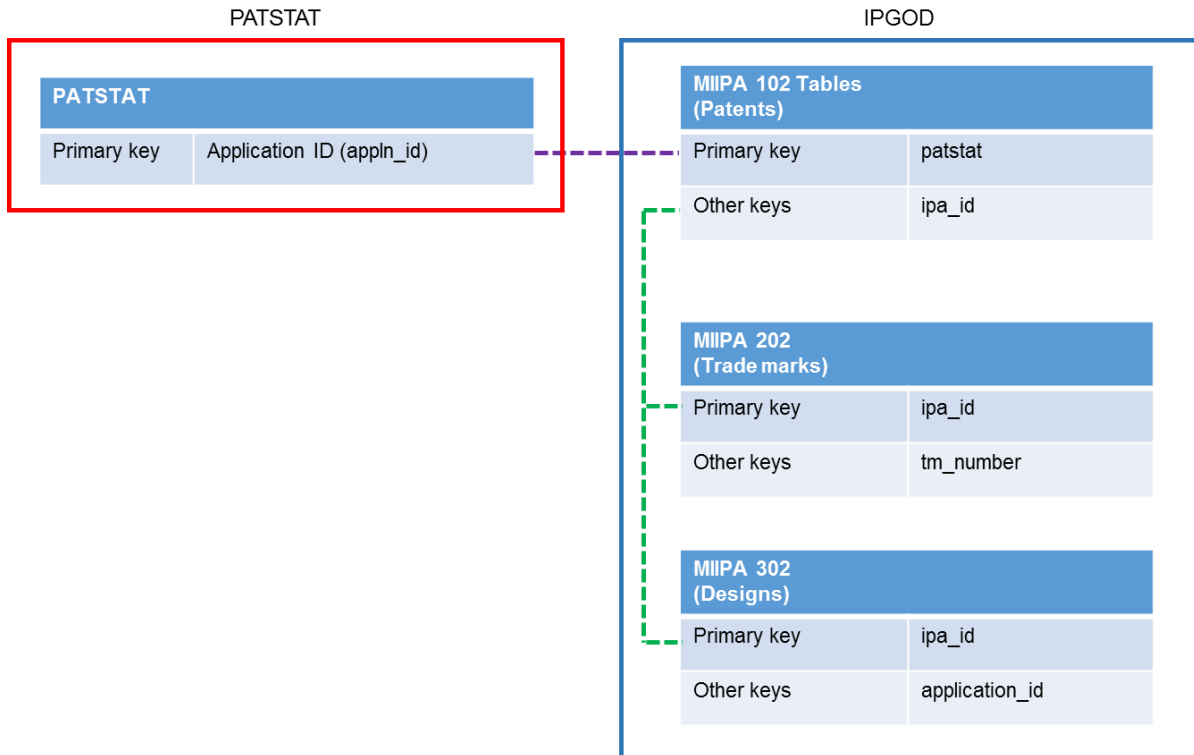 PATSTAT
IPGOD
PATSTAT
Primary key Application ID (appln_id)
MIIPA 102 Tables
(Patents)
Primary key patstat
Other keys ipa_id
MIIPA 202
(Trade marks)
Primary key ipa_id
Other keys tm_number
MIIPA 302
(Designs)
Primary key ipa_id
Other keys application_id